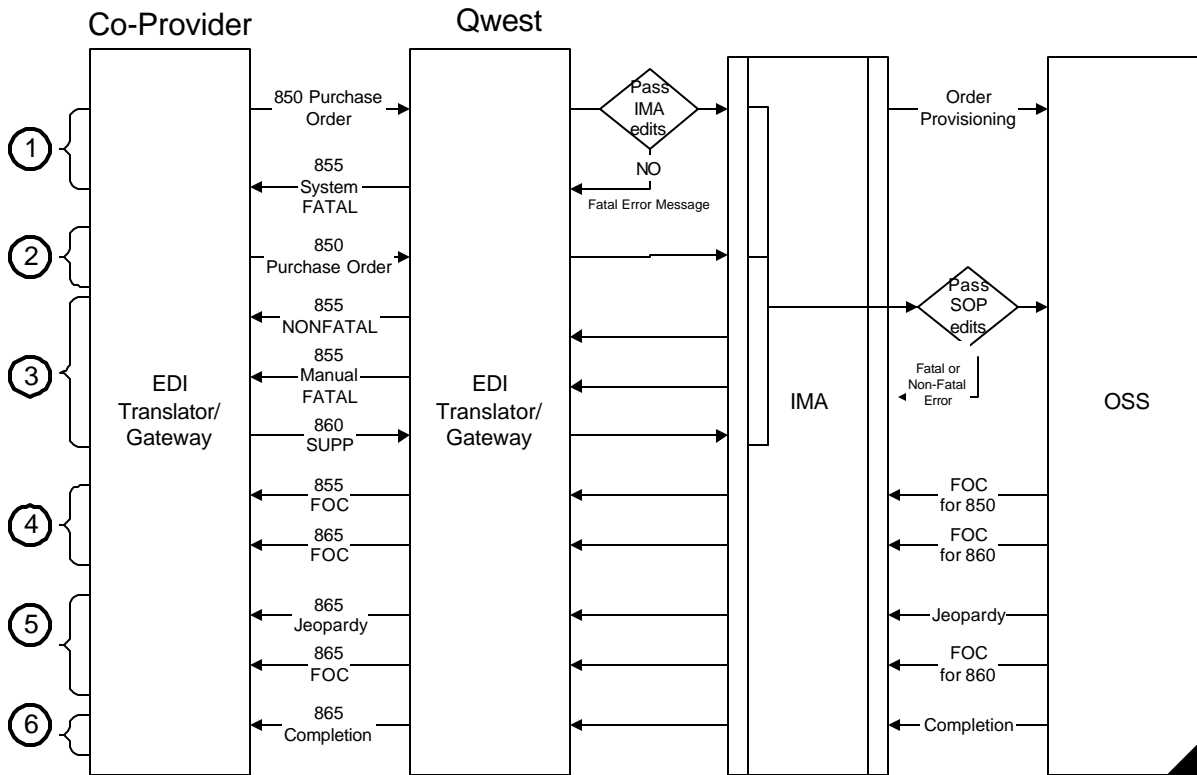 Co-Provider
Qwest
850 Purchase
Order
Pass
IMA
edits
Order
Provisioning
1
855
System
FATAL
NO
Fatal Error Message
2
850
Purchase Order
855
NONFATAL
Pass
SOP
edits
3
855
Manual
FATAL
Fatal or
Non-Fatal
Error
EDI
Translator/
Gateway
EDI
Translator/
Gateway
IMA
OSS
860
SUPP
4
855
FOC
FOC
for 850
865
FOC
FOC
for 860
5
865
Jeopardy
Jeopardy
865
FOC
FOC
for 860
6
865
Completion
Completion